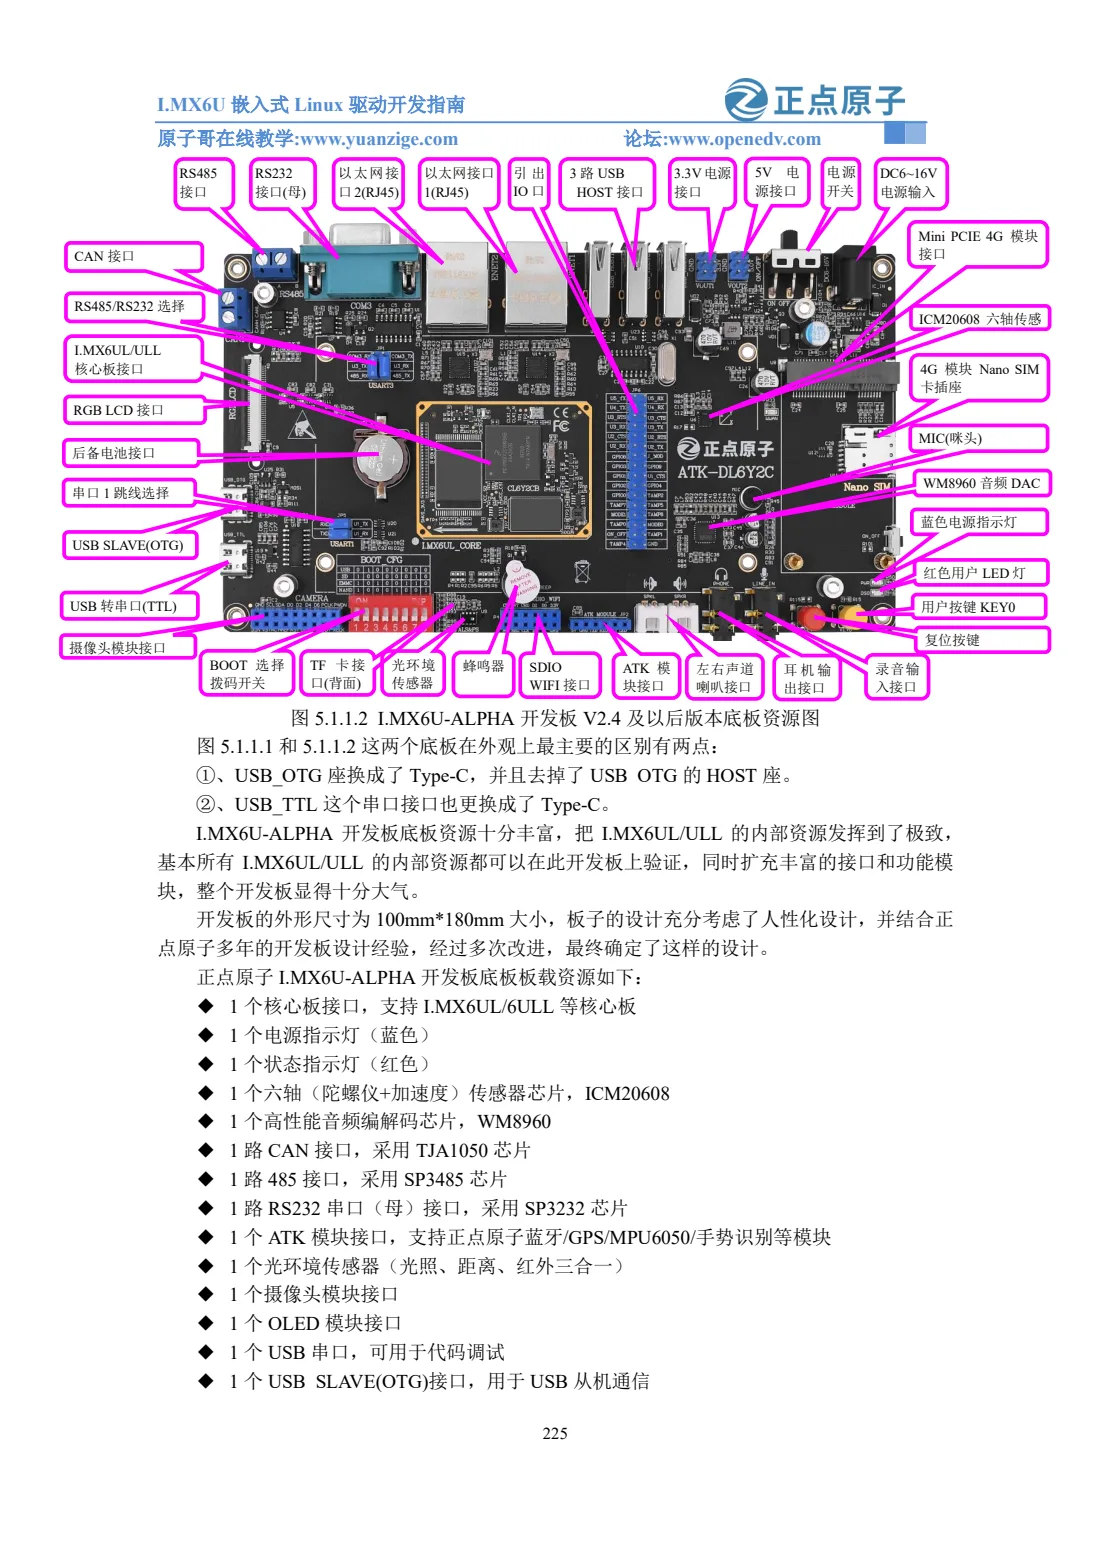 I.MX6U 嵌入式 Linux 驱动开发指南
正点原子
原子哥在线教学:www.yuanzige.com 论坛:www.openedv.com
RS485
接口
RS232
接口(母)
以太网接
口 2(RJ45)
以太网接口
1(RJ45)
引 出
IO 口
3 路 USB
HOST 接口
3.3V 电源
接口
5V 电
源接口
电源
开关
DC6~16V
电源输入
CAN 接口
RS485/RS232 选择
I.MX6UL/ULL
核心板接口
RGB LCD 接口
后备电池接口
串口 1 跳线选择
USB SLAVE(OTG)
USB 转串口(TTL)
摄像头模块接口
Mini PCIE 4G 模块
接口
ICM20608 六轴传感
4G 模块 Nano SIM
卡插座
MIC(咪头)
WM8960 音频 DAC
蓝色电源指示灯
红色用户 LED 灯
用户按键 KEY0
复位按键
RS485
COM3
USART3
正点原子
ATK-DL6Y2C
CL6Y2CB
I.MX6UL_CORE
Nano SIM
USART1
BOOT_CFG
CAMERA
PHONE
LINE_IN
BOOT 选择
拨码开关
TF 卡接
口(背面)
光环境
传感器
蜂鸣器
SDIO
WIFI 接口
ATK 模
块接口
左右声道
喇叭接口
耳机输
出接口
录音输
入接口
图 5.1.1.2 I.MX6U-ALPHA 开发板 V2.4 及以后版本底板资源图
图 5.1.1.1 和 5.1.1.2 这两个底板在外观上最主要的区别有两点：
①、USB_OTG 座换成了 Type-C，并且去掉了 USB OTG 的 HOST 座。
②、USB_TTL 这个串口接口也更换成了 Type-C。
I.MX6U-ALPHA 开发板底板资源十分丰富，把 I.MX6UL/ULL 的内部资源发挥到了极致，
基本所有 I.MX6UL/ULL 的内部资源都可以在此开发板上验证，同时扩充丰富的接口和功能模
块，整个开发板显得十分大气。
开发板的外形尺寸为 100mm*180mm 大小，板子的设计充分考虑了人性化设计，并结合正
点原子多年的开发板设计经验，经过多次改进，最终确定了这样的设计。
正点原子 I.MX6U-ALPHA 开发板底板板载资源如下：
◆ 1 个核心板接口，支持 I.MX6UL/6ULL 等核心板
◆ 1 个电源指示灯（蓝色）
◆ 1 个状态指示灯（红色）
◆ 1 个六轴（陀螺仪+加速度）传感器芯片，ICM20608
◆ 1 个高性能音频编解码芯片，WM8960
◆ 1 路 CAN 接口，采用 TJA1050 芯片
◆ 1 路 485 接口，采用 SP3485 芯片
◆ 1 路 RS232 串口（母）接口，采用 SP3232 芯片
◆ 1 个 ATK 模块接口，支持正点原子蓝牙/GPS/MPU6050/手势识别等模块
◆ 1 个光环境传感器（光照、距离、红外三合一）
◆ 1 个摄像头模块接口
◆ 1 个 OLED 模块接口
◆ 1 个 USB 串口，可用于代码调试
◆ 1 个 USB SLAVE(OTG)接口，用于 USB 从机通信
225